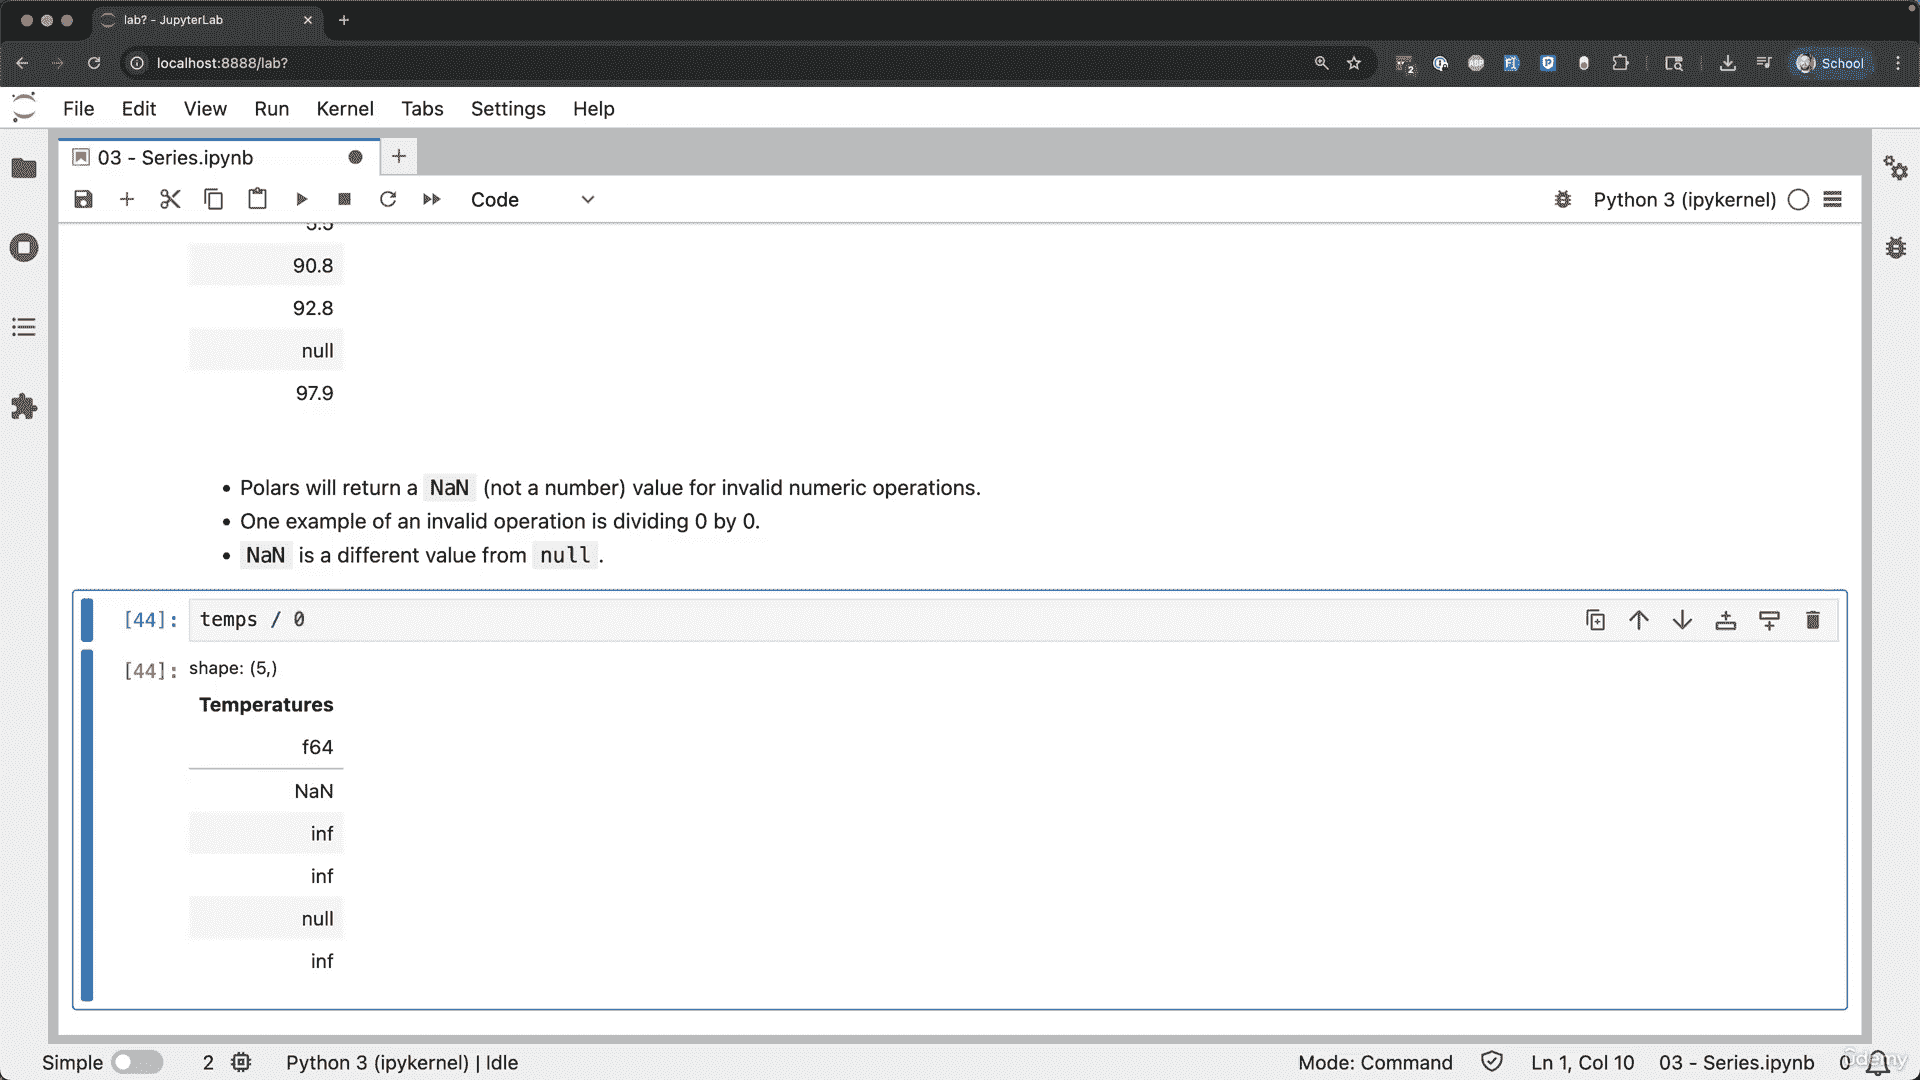 lab? - JupyterLab
localhost:8888/lab?
2
ABP
School
File Edit View Run Kernel Tabs Settings Help
03 - Series.ipynb
Code
Python 3 (ipykernel)
90.8
92.8
null
97.9
Polars will return a NaN (not a number) value for invalid numeric operations.
One example of an invalid operation is dividing 0 by 0.
NaN is a different value from null.
[44]: temps / 0
[44]: shape: (5,)
Temperatures
f64
NaN
inf
inf
null
inf
Simple 2 Python 3 (ipykernel) | Idle Mode: Command Ln 1, Col 10 03 - Series.ipynb 0
Udemy